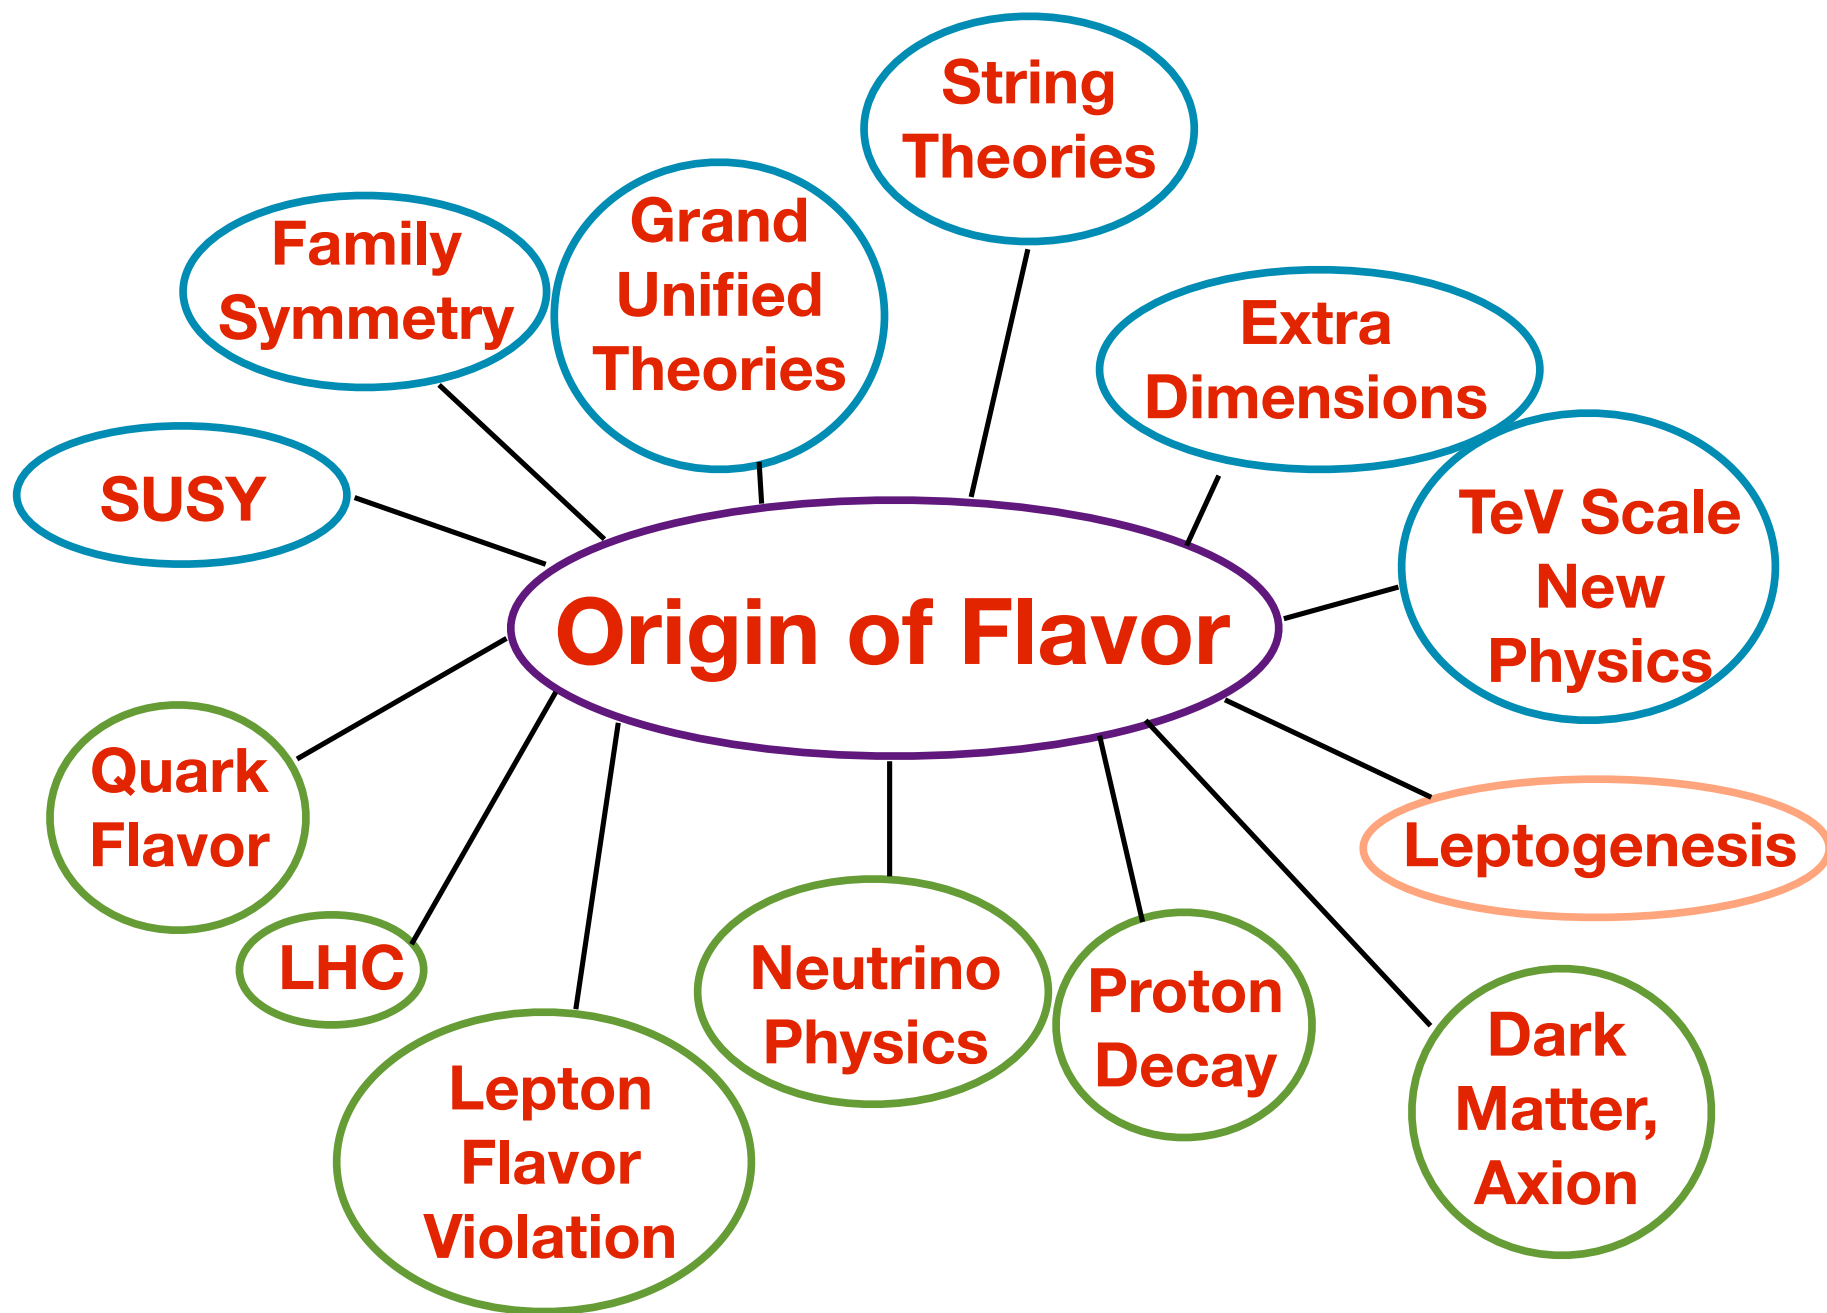 String
Theories
Family
Symmetry
Grand
Unified
Theories
Extra
Dimensions
SUSY
TeV Scale
New
Physics
Origin of Flavor
Quark
Flavor
Leptogenesis
LHC
Neutrino
Physics
Proton
Decay
Dark
Matter,
Axion
Lepton
Flavor
Violation